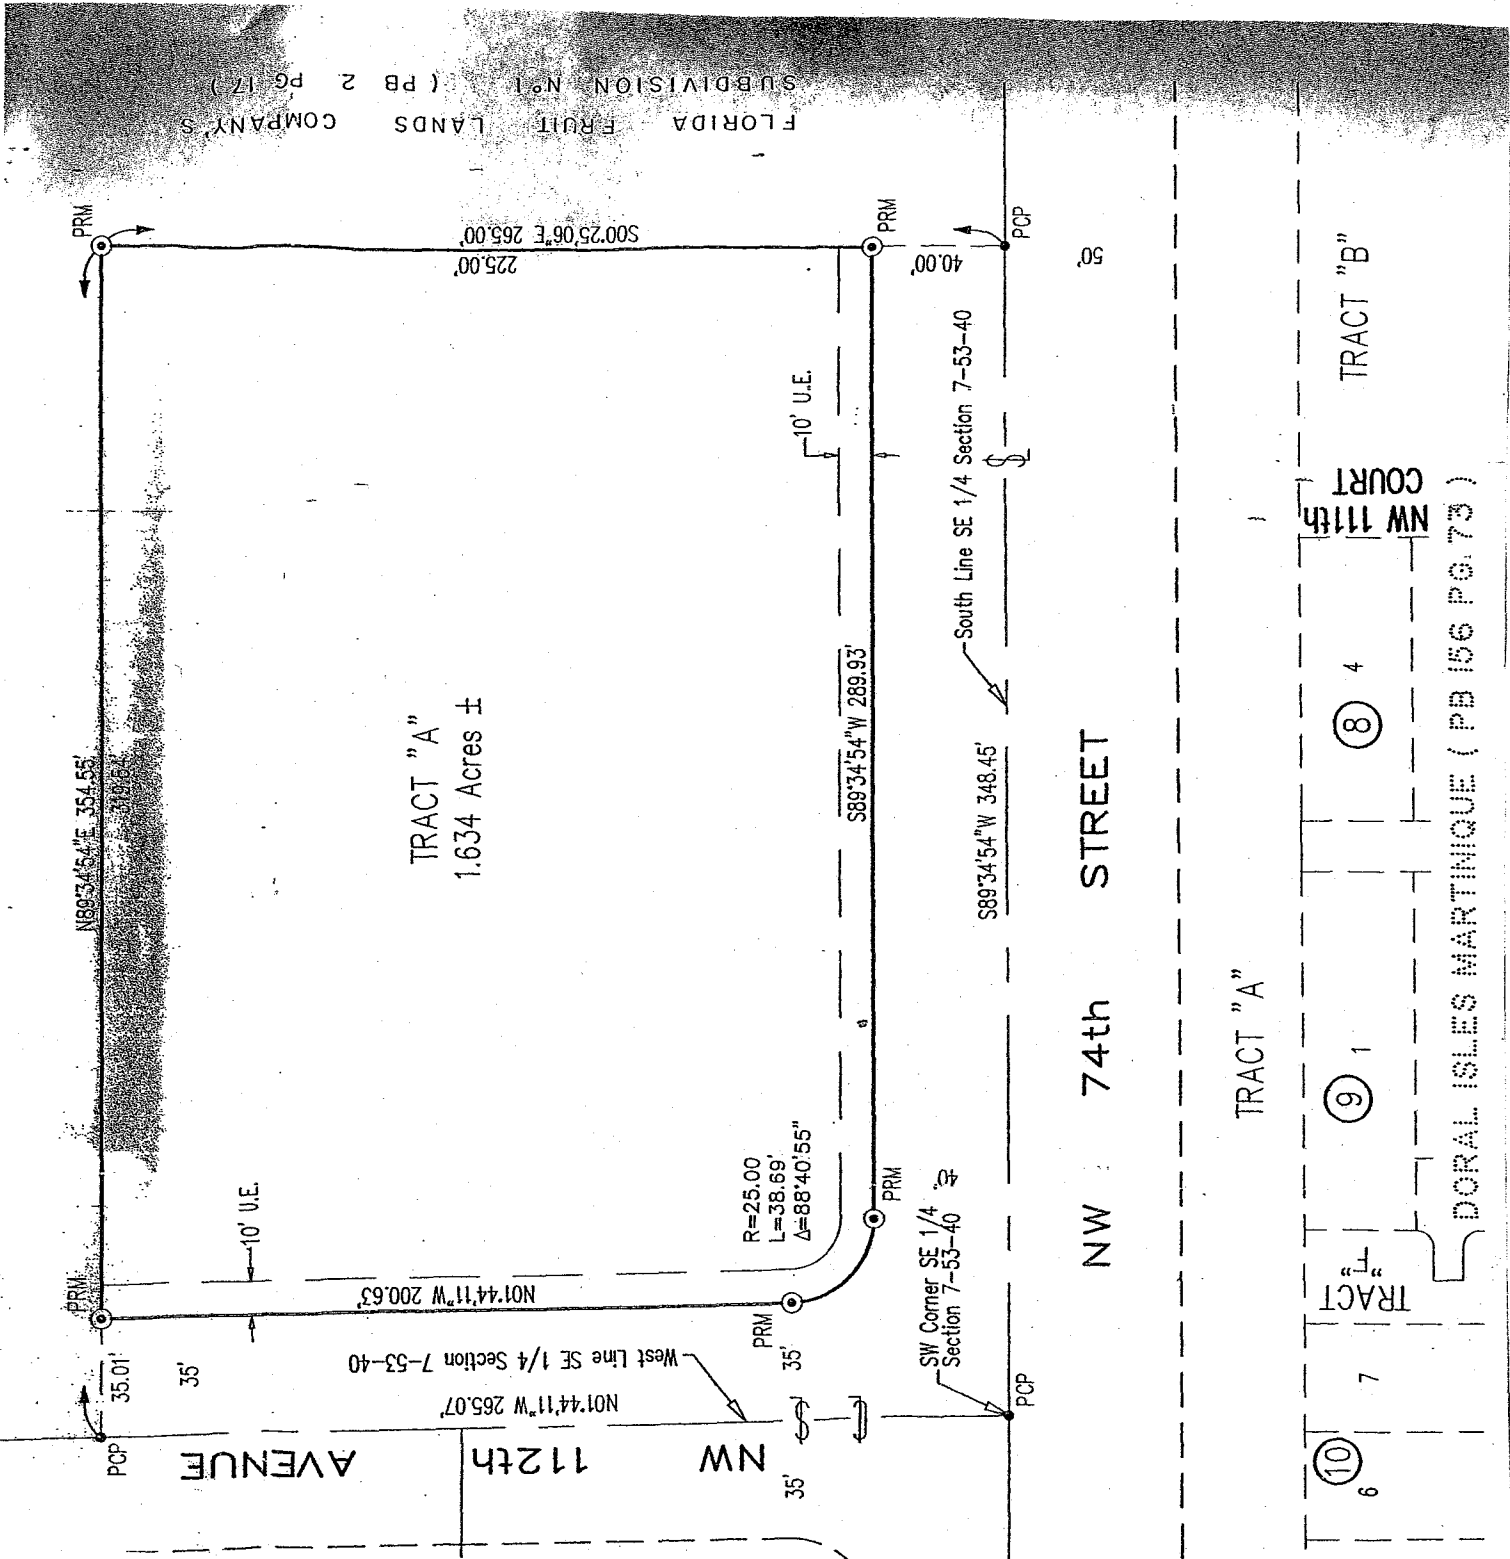 FLORIDA FRUIT LANDS COMPANY'S
SUBDIVISION Nº1 (PB 2 PG 17)
PRM
S00°25'06"E 265.00'
225.00'
PRM
40.00'
PCP
50'
N89°34'54"E 354.55'
319.54'
TRACT "A"
1.634 Acres ±
10' U.E.
S89°34'54"W 289.93'
South Line SE 1/4 Section 7-53-40
S89°34'54"W 348.45'
NW 74th STREET
R=25.00
L=38.69'
Δ=88°40'55"
PRM
10' U.E.
N01°44'11"W 200.63'
PRM
PRM
35.01'
35'
West Line SE 1/4 Section 7-53-40
N01°44'11"W 265.07'
35'
SW Corner SE 1/4
Section 7-53-40
40'
PCP
PCP
NW 112th AVENUE
35'
TRACT "B"
NW 111th
COURT
8
4
TRACT "A"
9
1
DORAL ISLES MARTINIQUE ( PB 156 PG. 73 )
TRACT
7
10
6